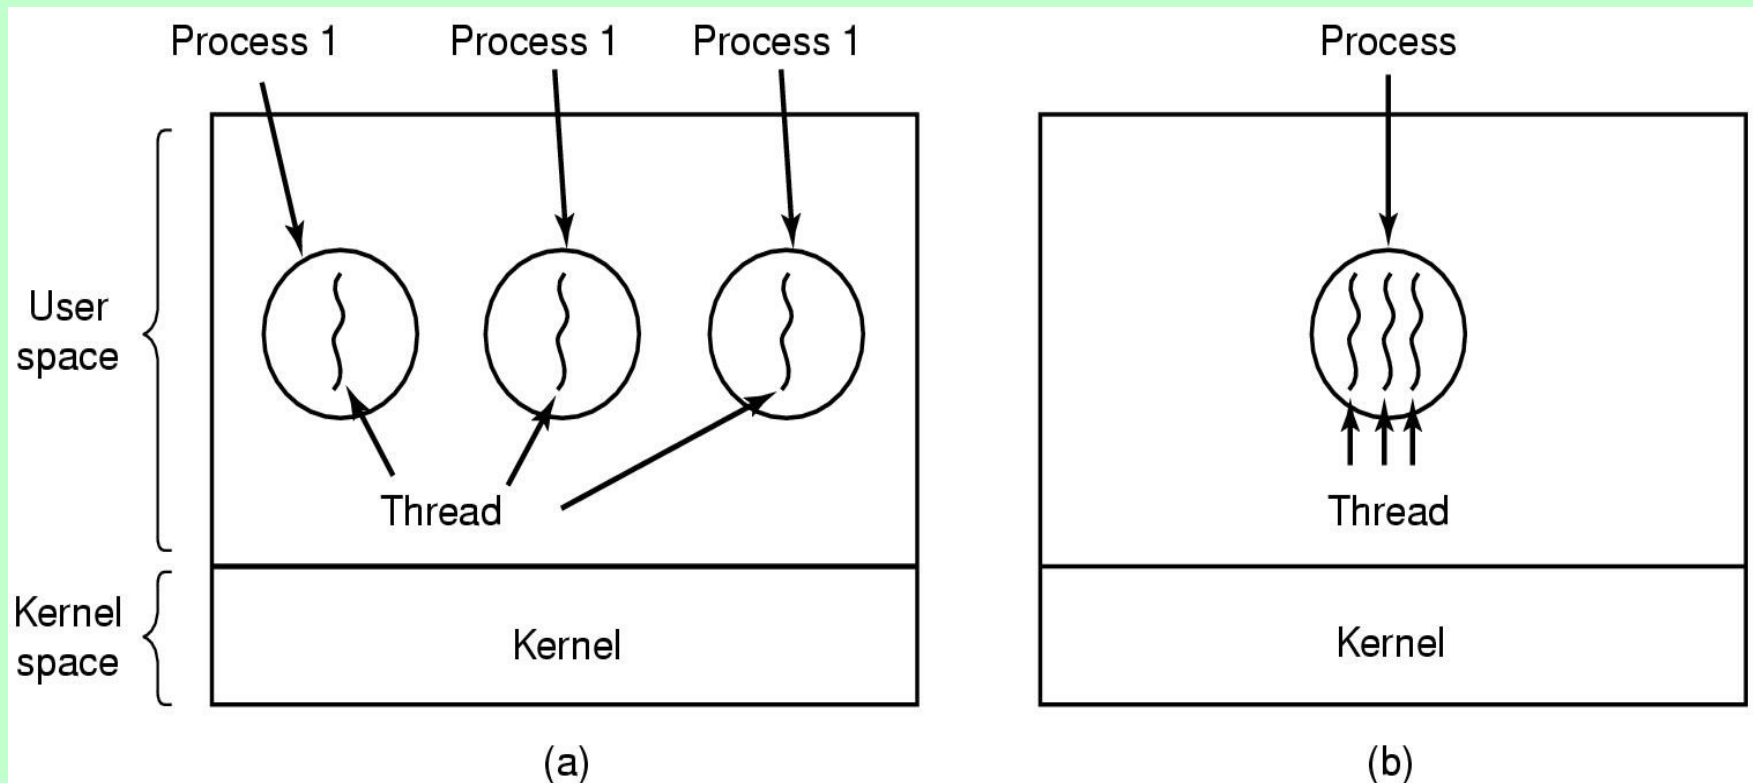 Process 1
Process 1
Process 1
Process
User
space
Thread
Thread
Kernel
space
Kernel
Kernel
(a)
(b)